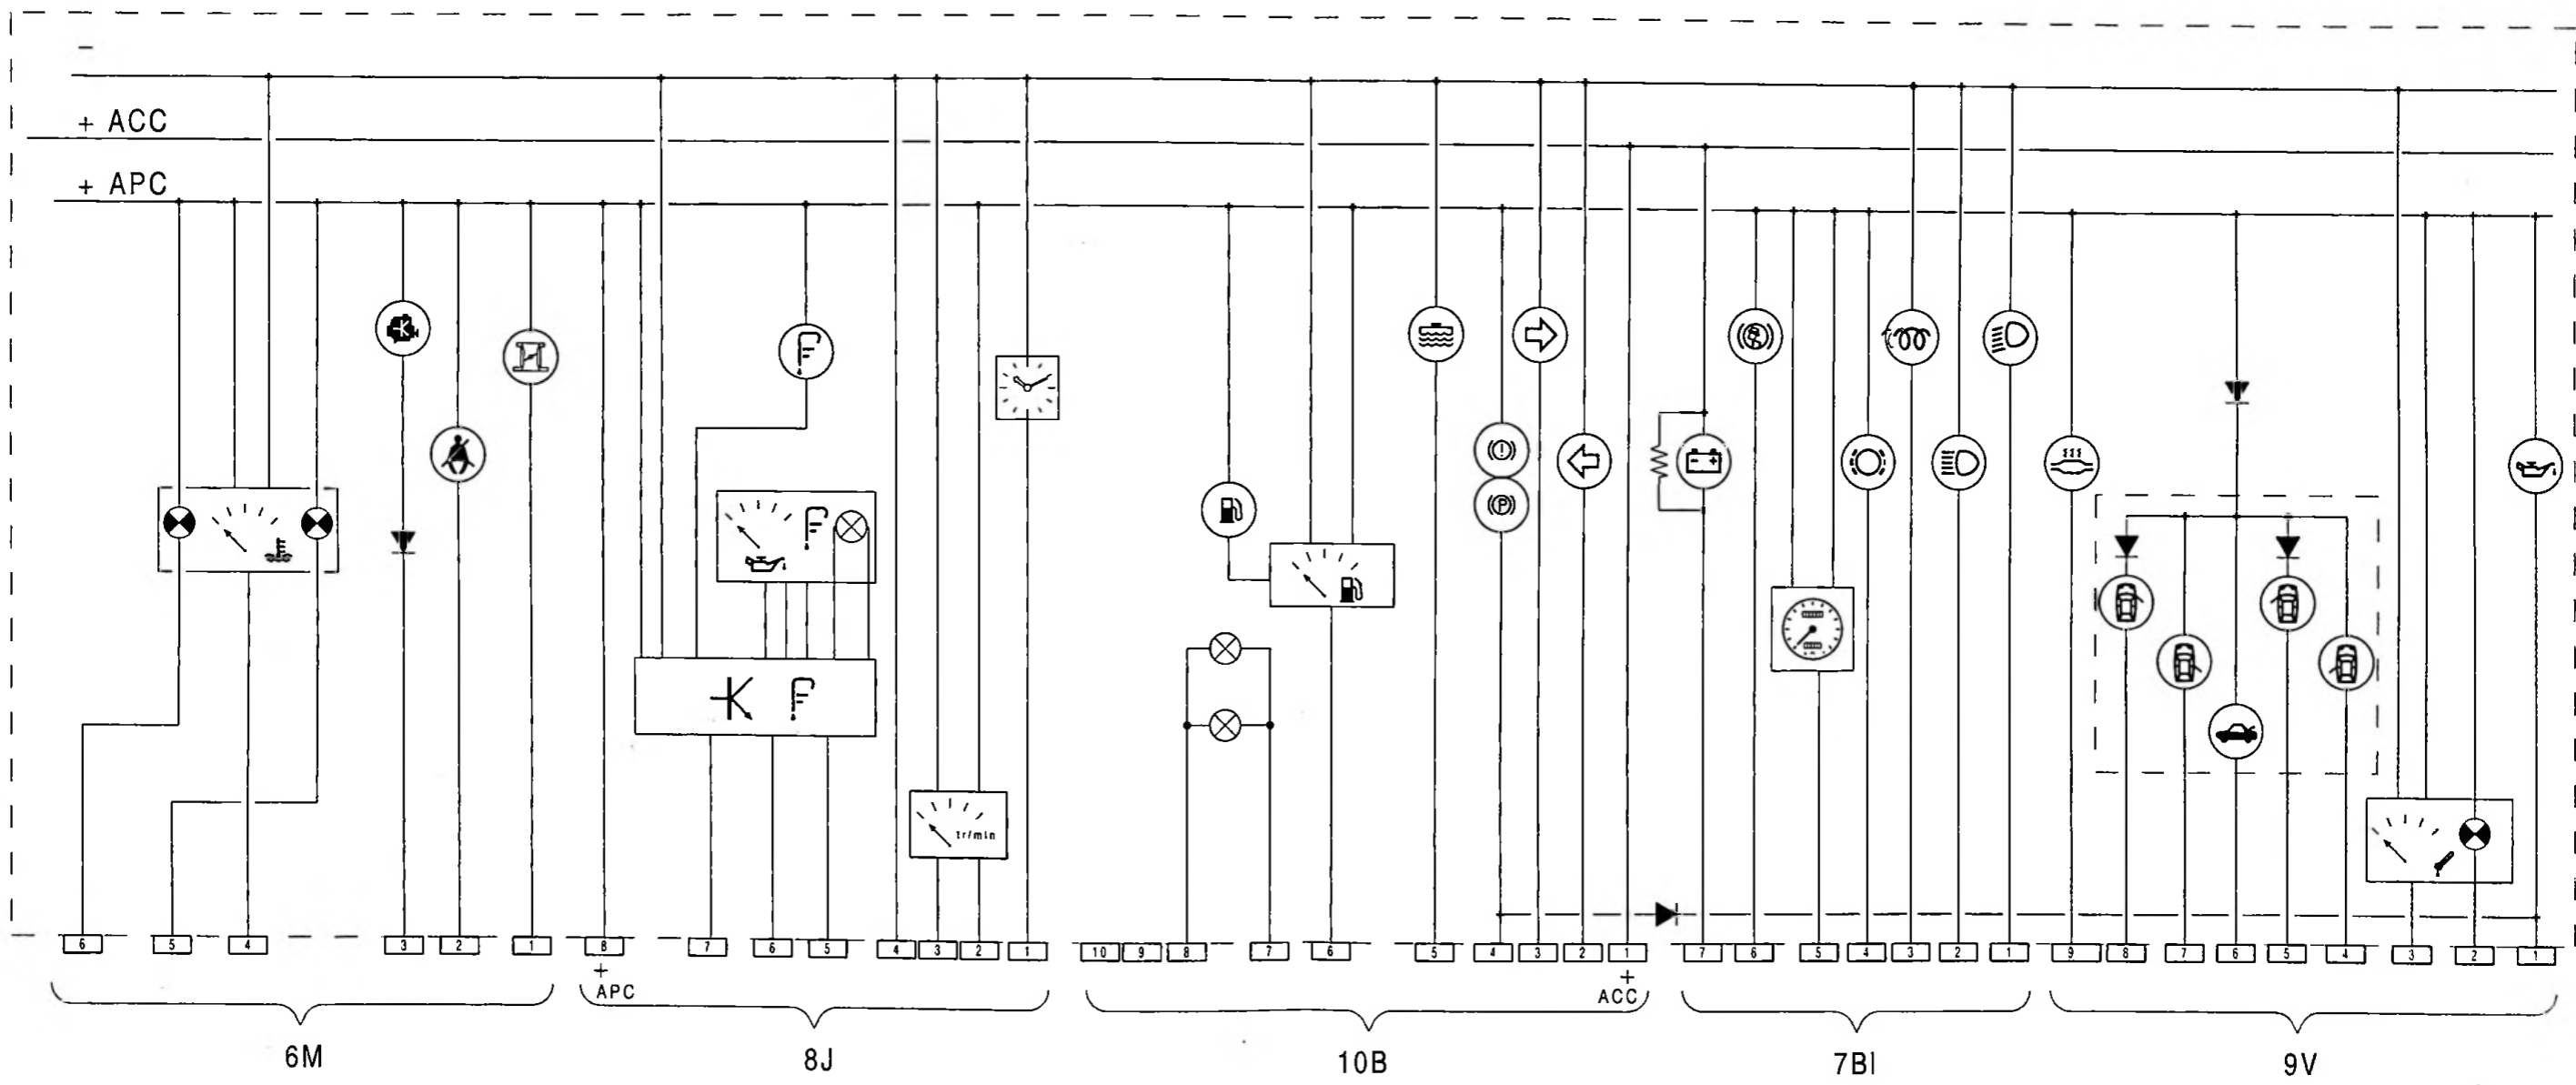 −
+ ACC
+ APC
tr/min
6 5 4 3 2 1 8 7 6 5 4 3 2 1 10 9 8 7 6 5 4 3 2 1 7 6 5 4 3 2 1 9 8 7 6 5 4 3 2 1
+
APC
+
ACC
6M 8J 10B 7BI 9V